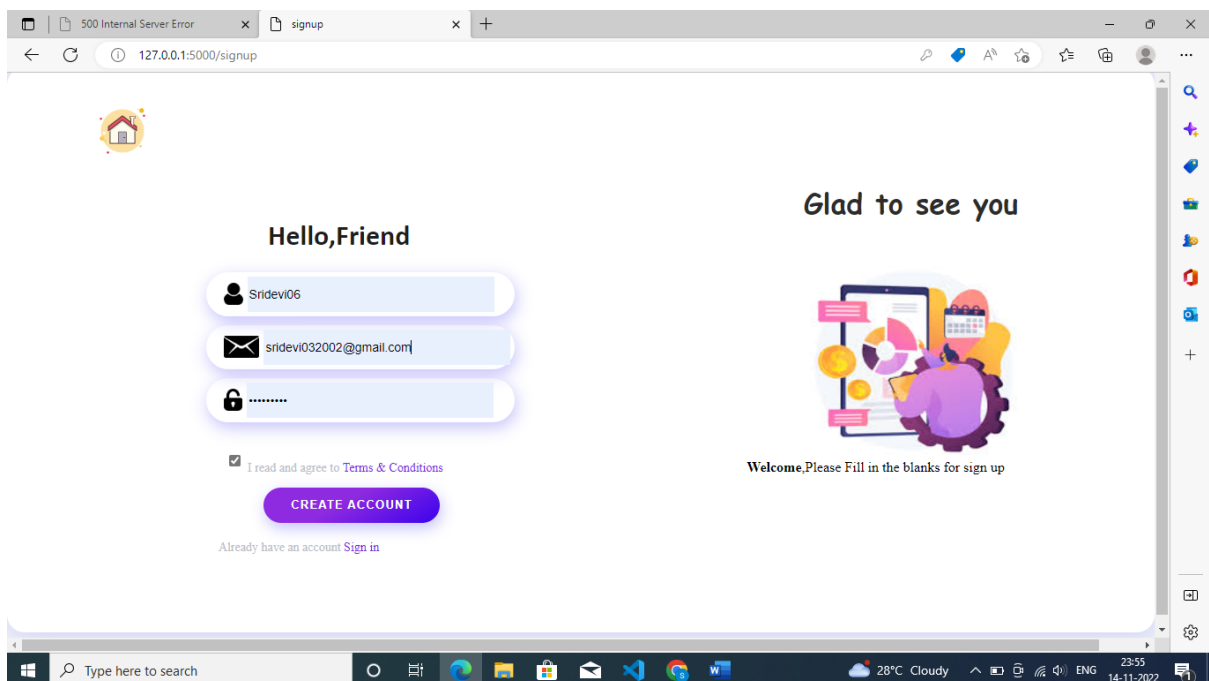 500 Internal Server Error
signup
127.0.0.1:5000/signup
Glad to see you
Hello,Friend
Sridevi06
sridevi032002@gmail.com
•••••••••
I read and agree to Terms & Conditions
Welcome,Please Fill in the blanks for sign up
CREATE ACCOUNT
Already have an account Sign in
Type here to search
28°C Cloudy
ENG
23:55
14-11-2022
1